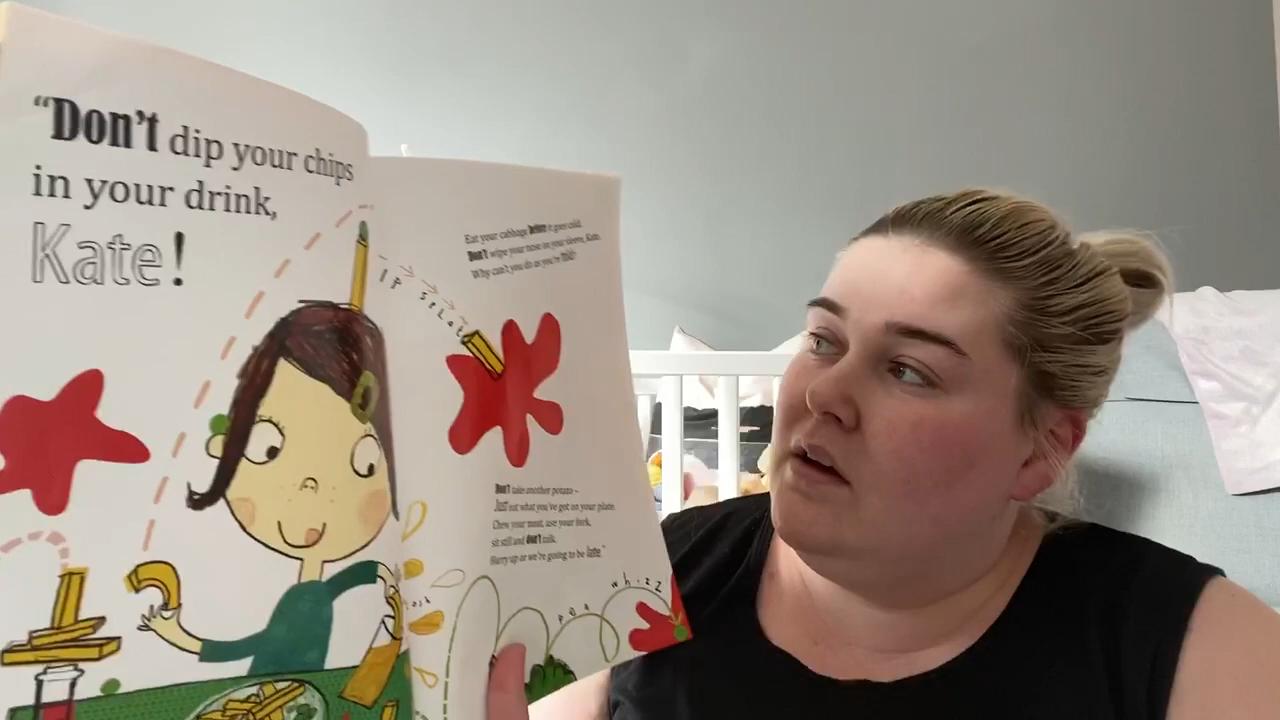 “Don't dip your chips
in your drink,
Kate!
Eat your cabbage before it goes cold.
Don't wipe your nose on your sleeve, Kate.
Why can't you do as you're told?
SPLAT
Don't take another potato –
Just eat what you've got on your plate.
Chew your meat, use your fork,
sit still and don't talk.
Hurry up or we're going to be late.”
whizz